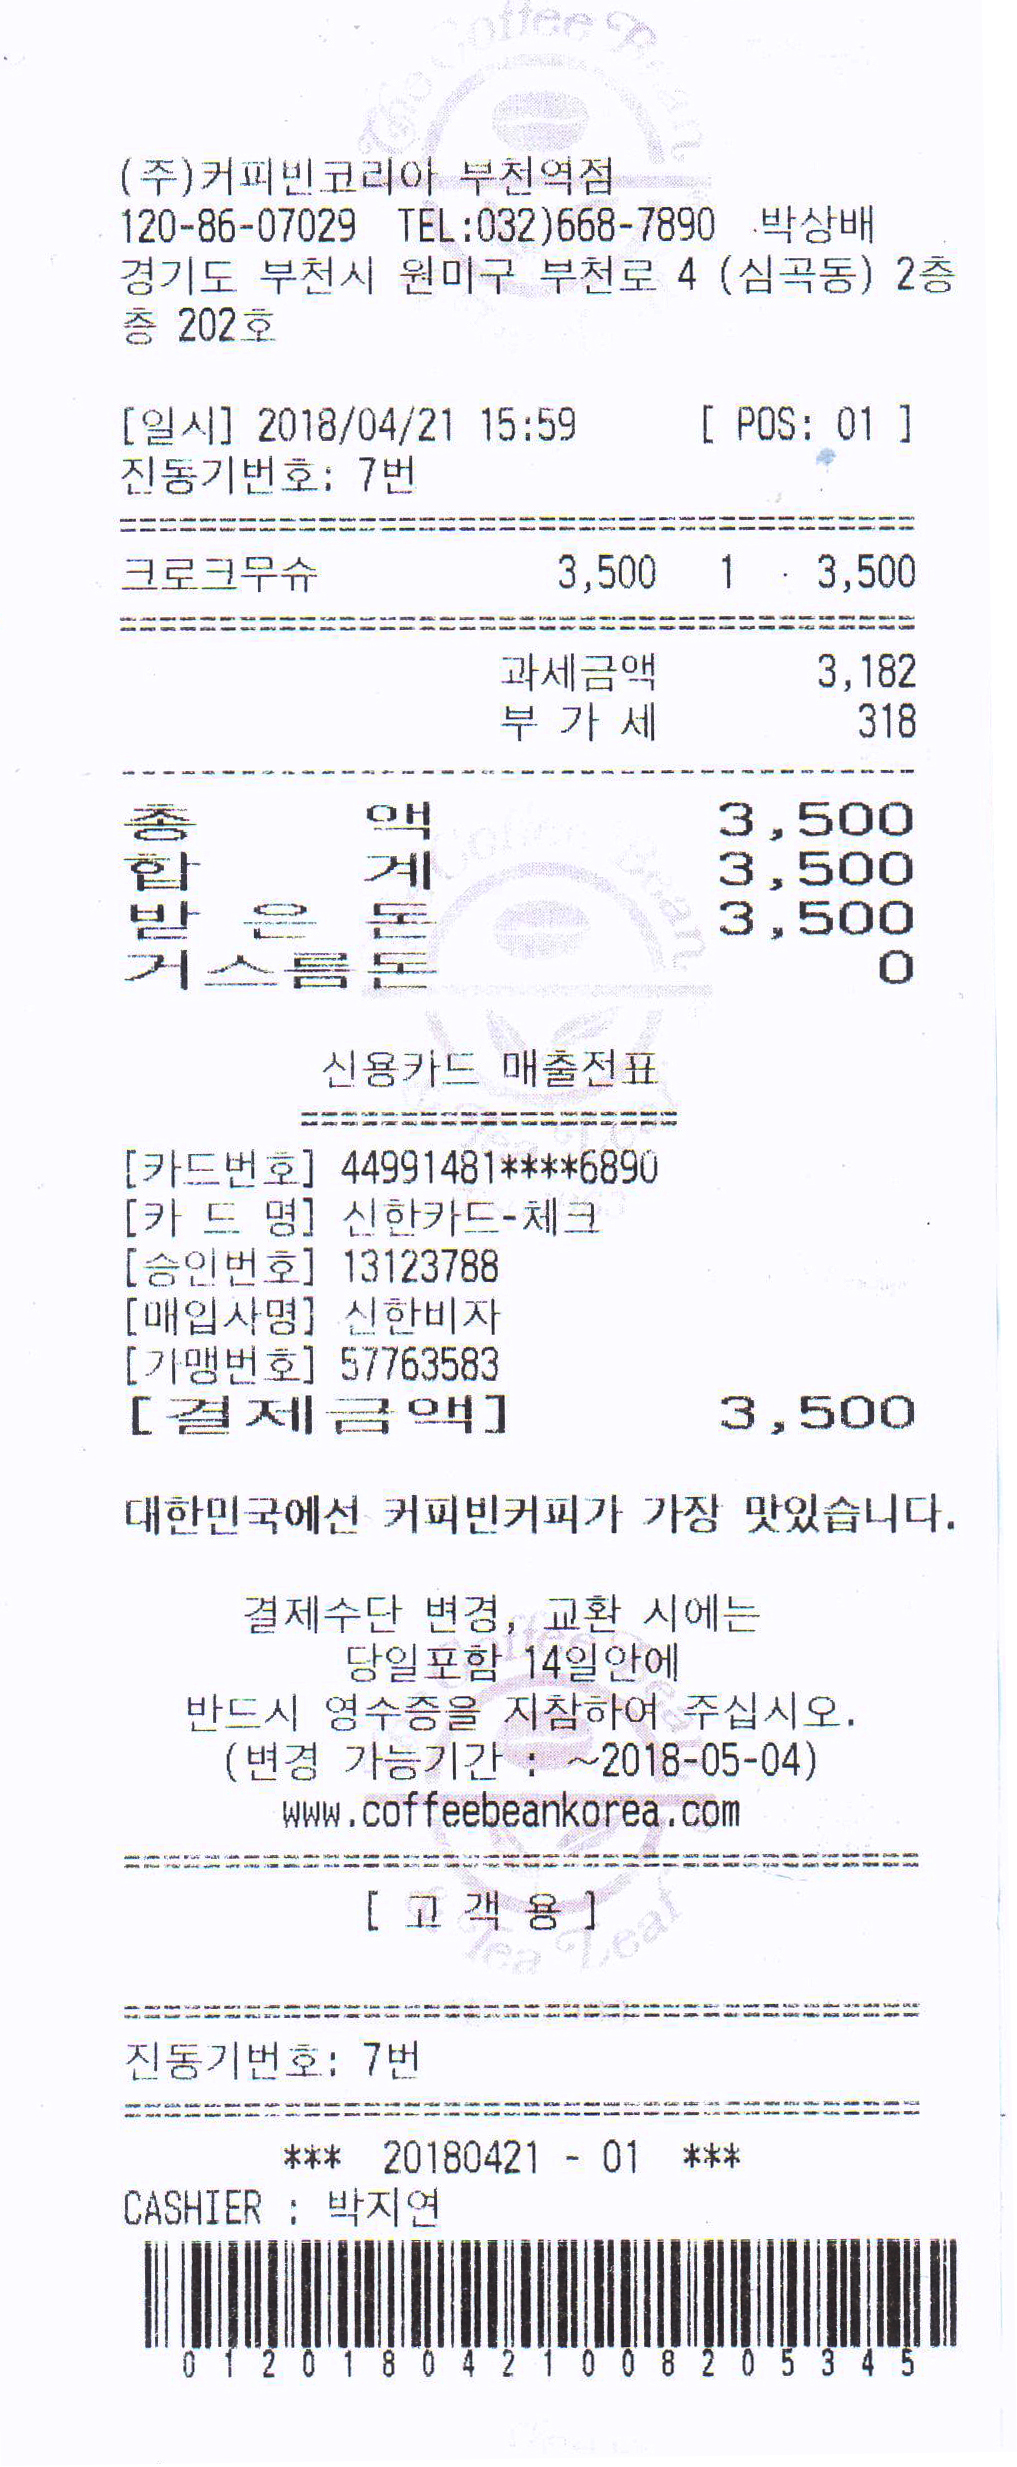 (주)커피빈코리아 부천역점
120-86-07029 TEL:032)668-7890 박상배
경기도 부천시 원미구 부천로 4 (심곡동) 2층
층 202호
[일시] 2018/04/21 15:59 [ POS: 01 ]
진동기번호: 7번
크로크무슈 3,500 1 3,500
과세금액 3,182
부 가 세 318
총 액 3,500
합 계 3,500
받 은 돈 3,500
거스름돈 0
신용카드 매출전표
[카드번호] 44991481****6890
[카 드 명] 신한카드-체크
[승인번호] 13123788
[매입사명] 신한비자
[가맹번호] 57763583
[결제금액] 3,500
대한민국에선 커피빈커피가 가장 맛있습니다.
결제수단 변경, 교환 시에는
당일포함 14일안에
반드시 영수증을 지참하여 주십시오.
(변경 가능기간 : ~2018-05-04)
www.coffeebeankorea.com
[ 고 객 용 ]
진동기번호: 7번
*** 20180421 - 01 ***
CASHIER : 박지연
0120180421008205345